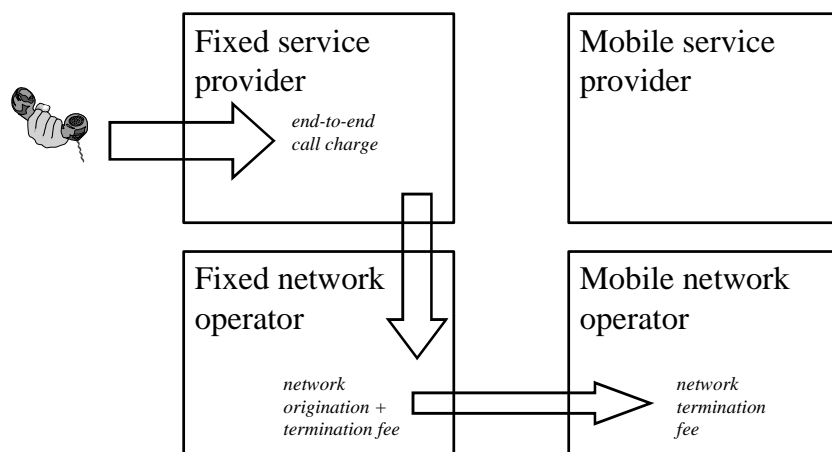 Fixed service
provider
end-to-end
call charge
Mobile service
provider
Fixed network
operator
network
origination +
termination fee
Mobile network
operator
network
termination
fee